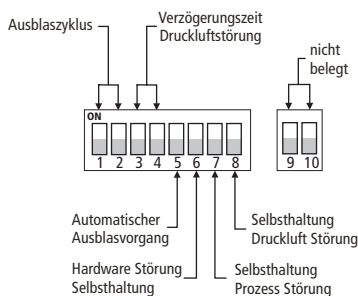 Ausblaszyklus
Verzögerungszeit
Druckluftstörung
nicht
belegt
ON
1 2 3 4 5 6 7 8
9 10
Automatischer
Ausblasvorgang
Selbsthaltung
Druckluft Störung
Hardware Störung
Selbsthaltung
Selbsthaltung
Prozess Störung